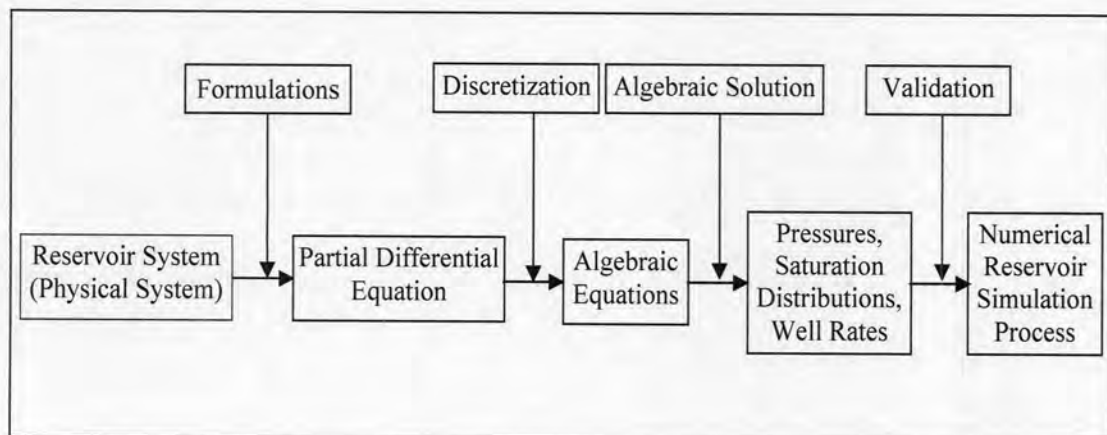 Formulations
Discretization
Algebraic Solution
Validation
Reservoir System
(Physical System)
Partial Differential
Equation
Algebraic
Equations
Pressures,
Saturation
Distributions,
Well Rates
Numerical
Reservoir
Simulation
Process